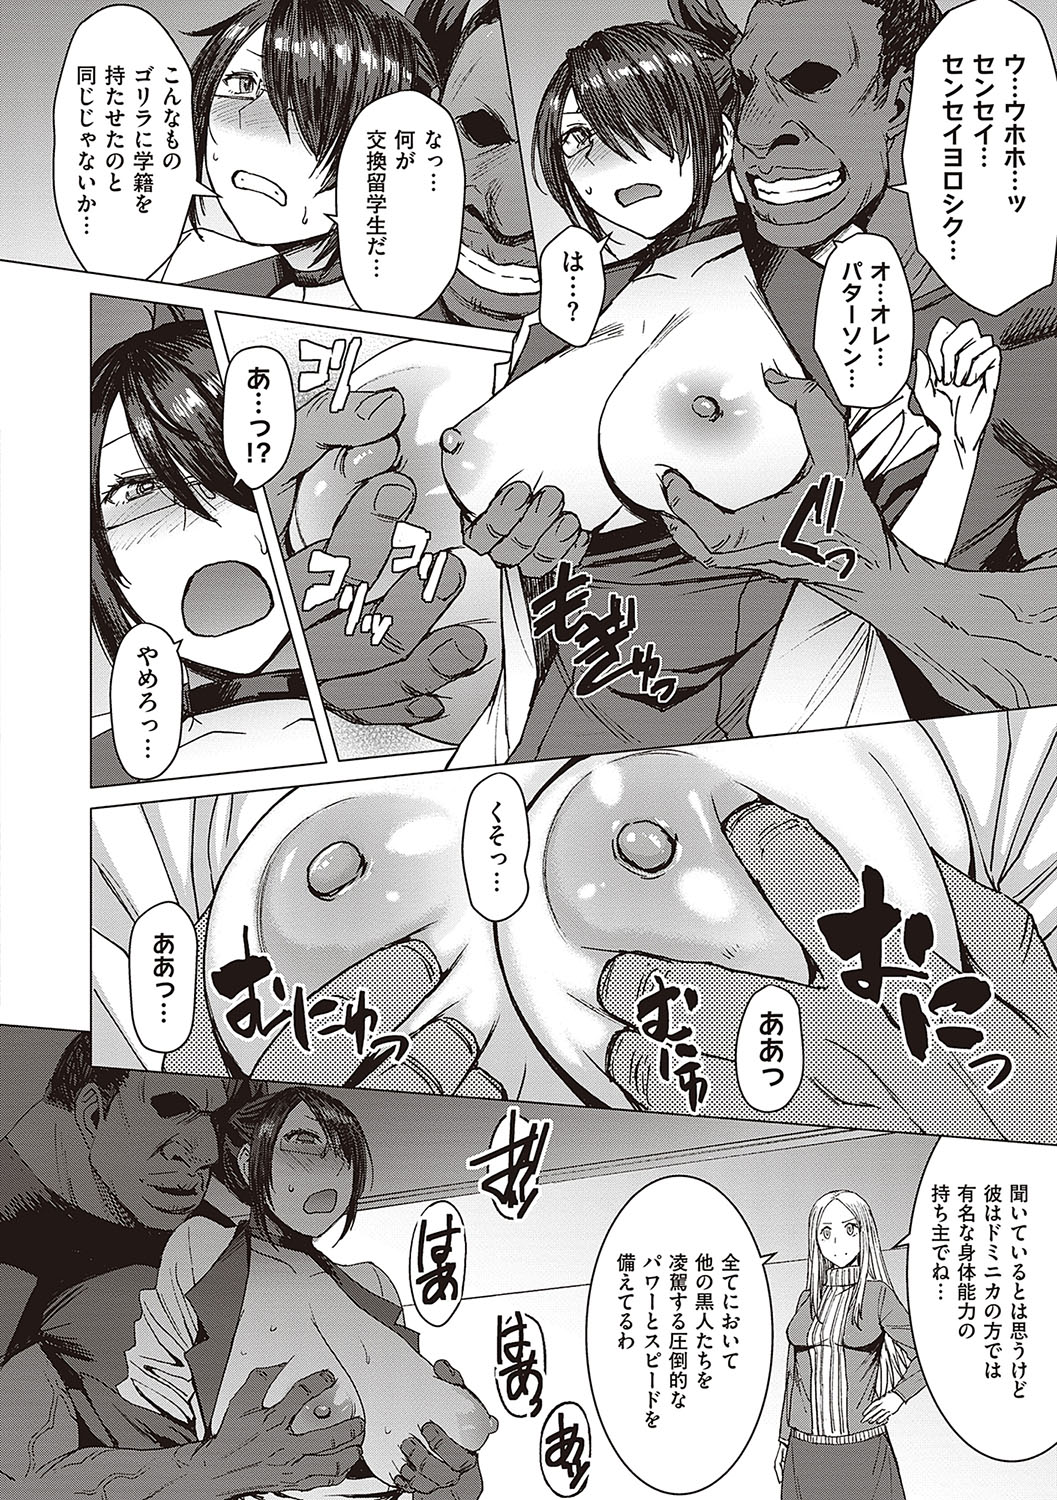 ウ…ウホホ…ッ
センセイ…
センセイヨロシク…
オ…オレ…
パターソン…
は…？
なっ…
何が
交換留学生だ…
こんなもの
ゴリラに学籍を
持たせたのと
同じじゃないか…
ぐっ
もぎゅっ
コリ
コリッ
あ…っ!?
やめろっ…
くそっ…
むにっ
ああっ
むに
むにゅっ
ああっ…
聞いているとは思うけど
彼はドミニカの方では
有名な身体能力の
持ち主でね…
全てにおいて
他の黒人たちを
凌駕する圧倒的な
パワーとスピードを
備えてるわ
はぁ
はぁっ
あッ